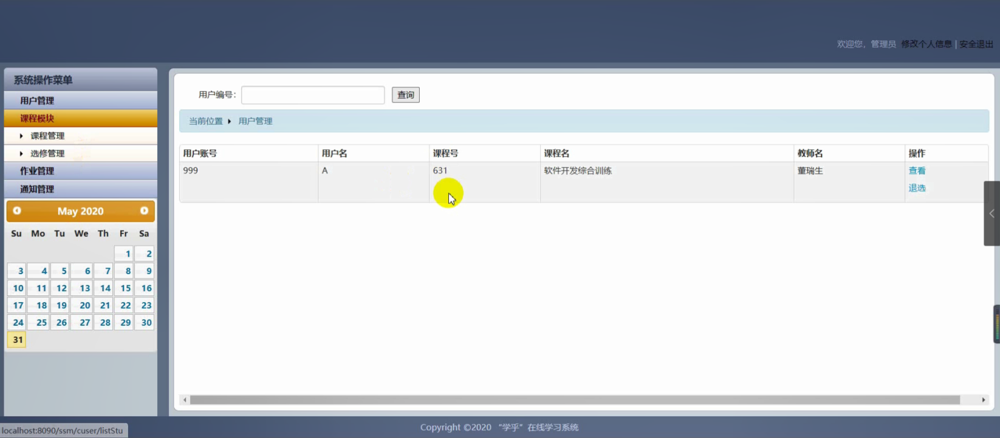 欢迎您，管理员 修改个人信息 | 安全退出
系统操作菜单
用户管理
课程模块
课程管理
选修管理
作业管理
通知管理
May 2020
Su Mo Tu We Th Fr Sa
1 2
3 4 5 6 7 8 9
10 11 12 13 14 15 16
17 18 19 20 21 22 23
24 25 26 27 28 29 30
31
用户编号： 查询
当前位置 用户管理
用户账号 用户名 课程号 课程名 教师名 操作
999 A 631 软件开发综合训练 董瑞生 查看
退选
Copyright ©2020 “学乎”在线学习系统
localhost:8090/ssm/cuser/listStu